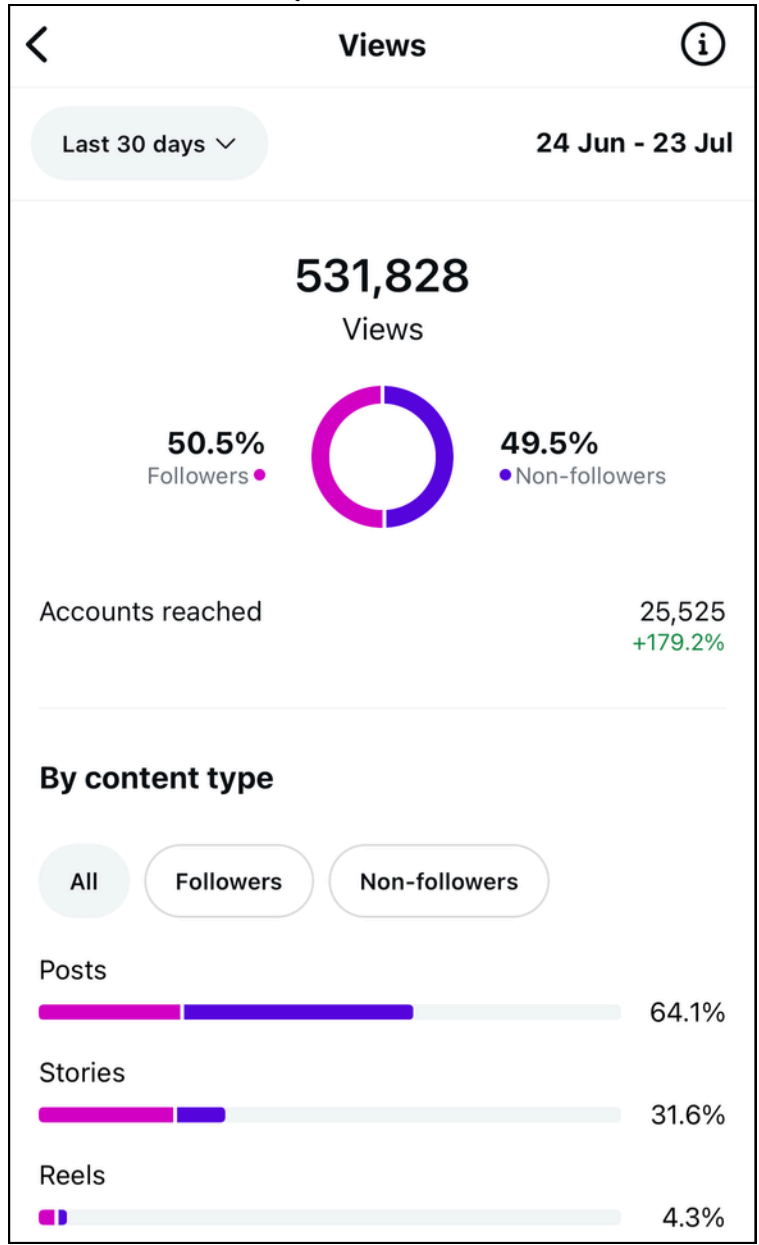 Views
Last 30 days
24 Jun - 23 Jul
531,828
Views
50.5%
Followers
49.5%
Non-followers
Accounts reached
25,525
+179.2%
By content type
All
Followers
Non-followers
Posts
64.1%
Stories
31.6%
Reels
4.3%